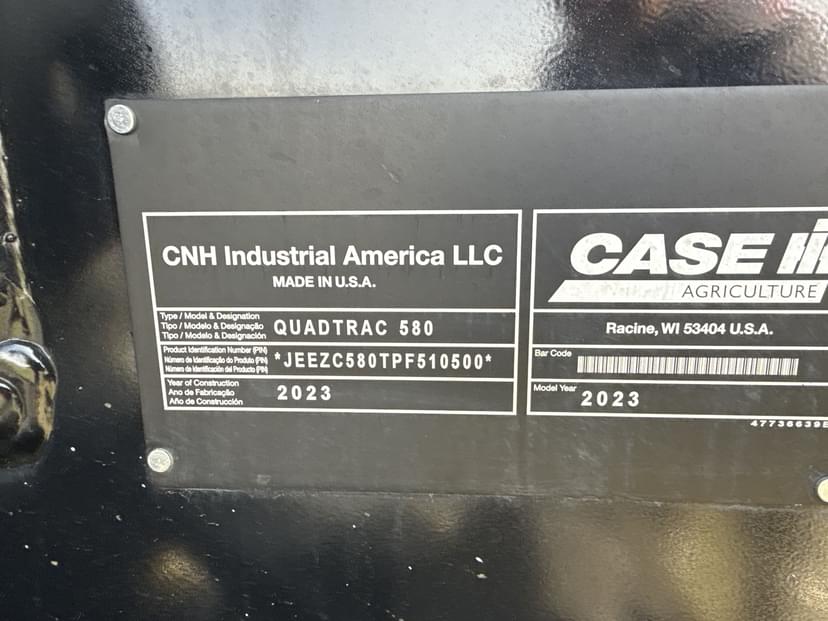 CNH Industrial America LLC
MADE IN U.S.A.
Type / Model & Designation
Tipo / Modelo & Designação
Tipo / Modelo & Designación
QUADTRAC 580
Product Identification Number (PIN)
Número de Identificação do Produto (PIN)
Número de Identificación del Producto (PIN)
*JEEZC580TPF510500*
Year of Construction
Ano de Fabricação
Año de Construcción
2023
CASE IH
AGRICULTURE
Racine, WI 53404 U.S.A.
Bar Code
Model Year
2023
47736639